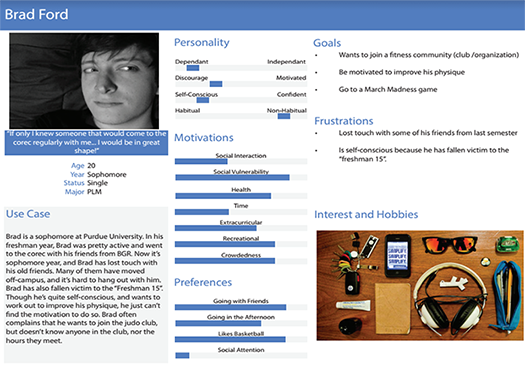 Brad Ford
"If only I knew someone that would come to the
corec regularly with me... I would be in great
shape!"
Age 20
Year Sophomore
Status Single
Major PLM
Use Case
Brad is a sophomore at Purdue University. In his
freshman year, Brad was pretty active and went
to the corec with his friends from BGR. Now it's
sophomore year, and Brad has lost touch with
his old friends. Many of them have moved
off-campus, and it's hard to hang out with him.
Brad has also fallen victim to the "Freshman 15".
Though he's quite self-conscious, and wants to
work out to improve his physique, he just can't
find the motivation to do so. Brad often
complains that he wants to join the judo club,
but doesn't know anyone in the club, nor the
hours they meet.
Personality
Dependant Independant
Discourage Motivated
Self-Conscious Confident
Habitual Non-Habitual
Motivations
Social Interaction
Social Vulnerability
Health
Time
Extracurricular
Recreational
Crowdedness
Preferences
Going with Friends
Going in the Afternoon
Likes Basketball
Social Attention
Goals
• Wants to join a fitness community (club /organization)
• Be motivated to improve his physique
• Go to a March Madness game
Frustrations
• Lost touch with some of his friends from last semester
• Is self-conscious because he has fallen victim to the
"freshman 15".
Interest and Hobbies
SIMPLIFY
SIMPLIFY
SIMPLIFY